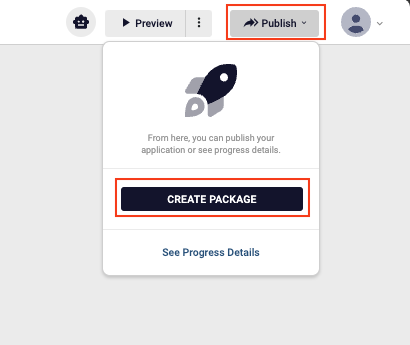 Preview
Publish
From here, you can publish your
application or see progress details.
CREATE PACKAGE
See Progress Details